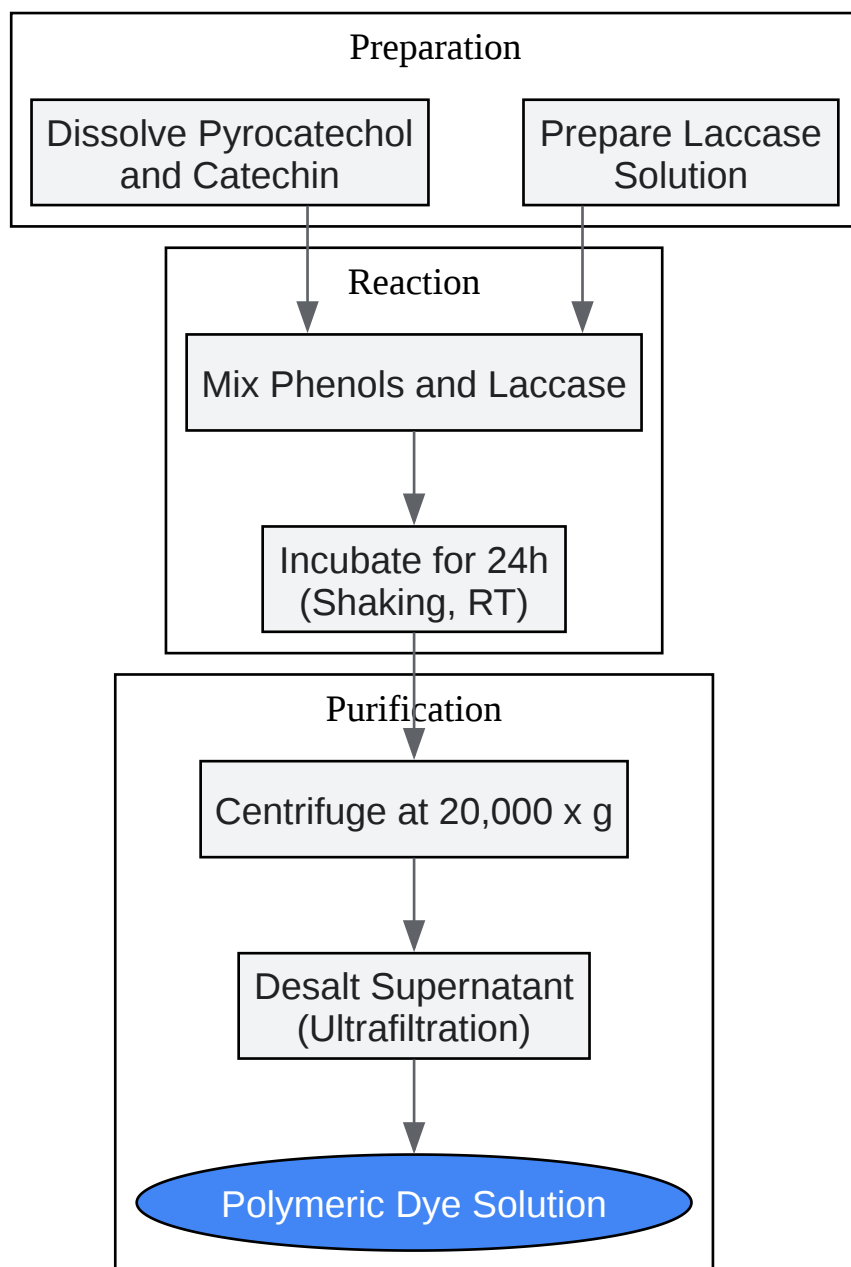 Preparation
Dissolve Pyrocatechol
and Catechin
Prepare Laccase
Solution
Reaction
Mix Phenols and Laccase
Incubate for 24h
(Shaking, RT)
Purification
Centrifuge at 20,000 x g
Desalt Supernatant
(Ultrafiltration)
Polymeric Dye Solution